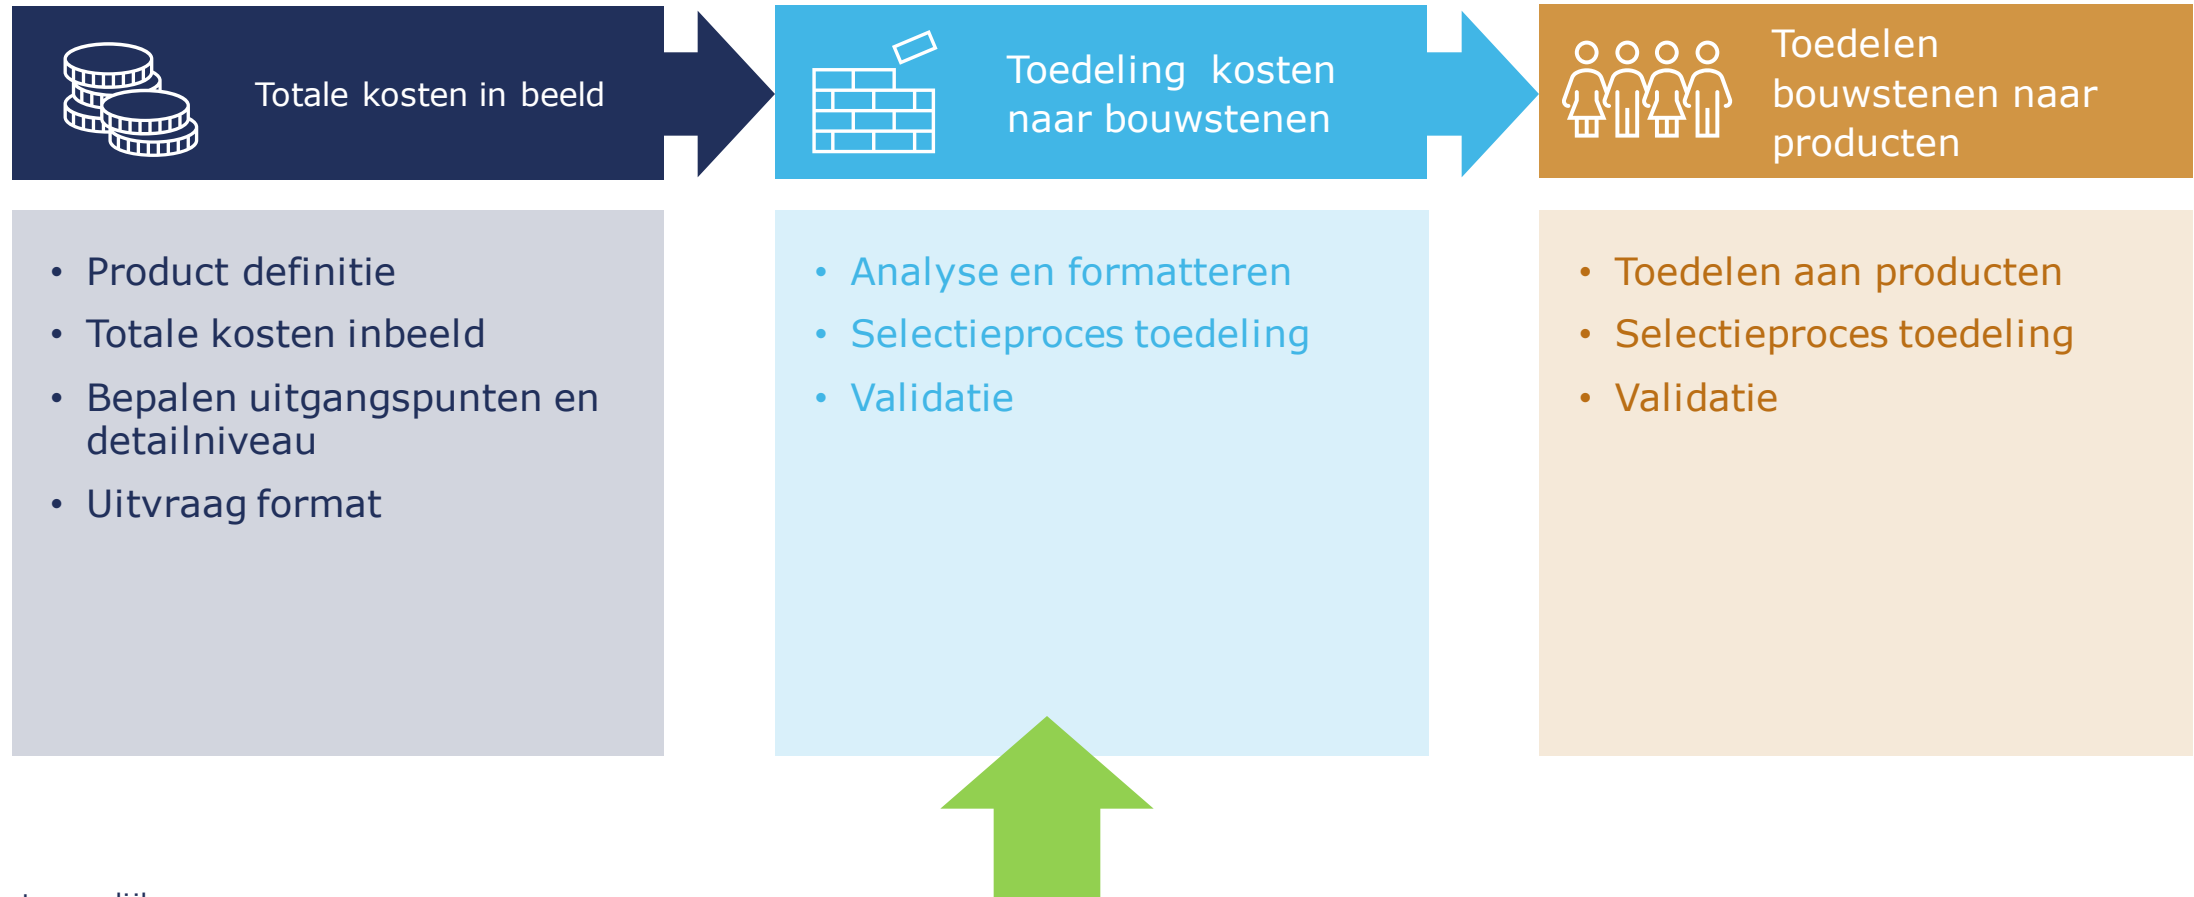 Totale kosten in beeld
Toedeling kosten
naar bouwstenen
Toedelen
bouwstenen naar
producten
• Product definitie
• Totale kosten inbeeld
• Bepalen uitgangspunten en
detailniveau
• Uitvraag format
• Analyse en formatteren
• Selectieproces toedeling
• Validatie
• Toedelen aan producten
• Selectieproces toedeling
• Validatie